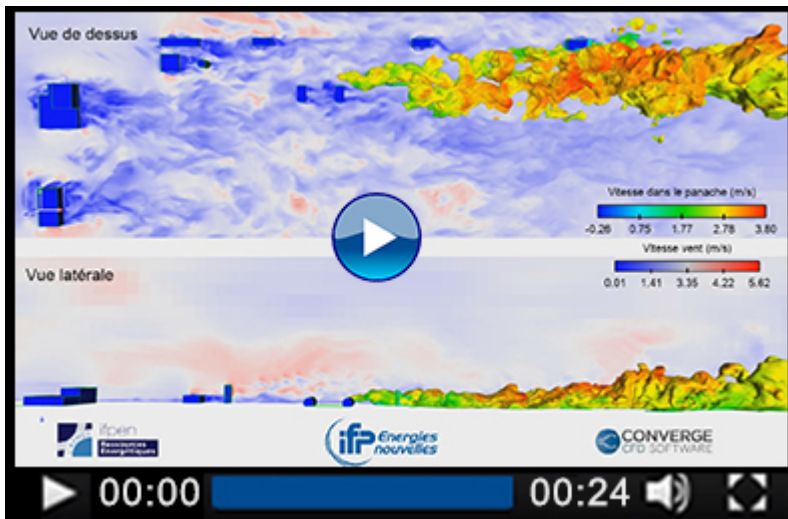 Vue de dessus
Vitesse dans le panache (m/s)
-0.26 0.75 1.77 2.78 3.80
Vitesse vent (m/s)
0.01 1.41 3.35 4.22 5.62
Vue latérale
ifpen
Ressources
Energétiques
ifp Energies
nouvelles
CONVERGE
CFD SOFTWARE
00:00 00:24